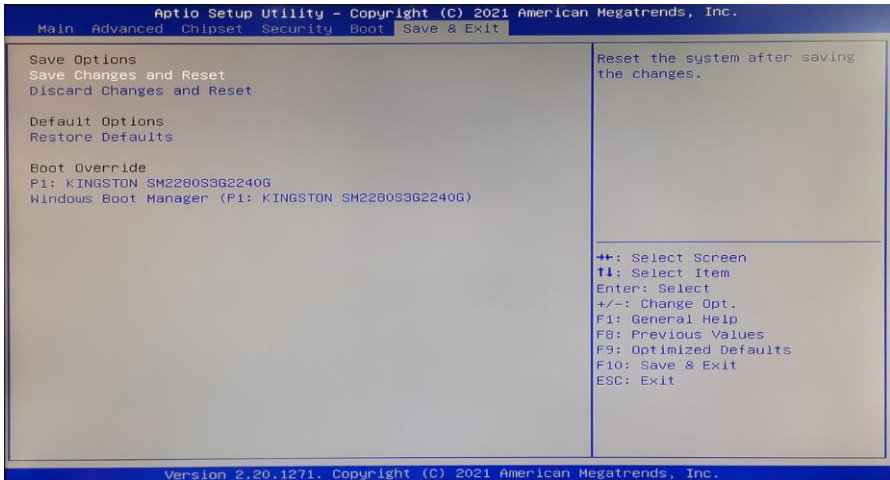 Aptio Setup Utility – Copyright (C) 2021 American Megatrends, Inc.
Main Advanced Chipset Security Boot Save & Exit
Save Options
Save Changes and Reset
Discard Changes and Reset
Default Options
Restore Defaults
Boot Override
P1: KINGSTON SM2280S3G2240G
Windows Boot Manager (P1: KINGSTON SM2280S3G2240G)
Reset the system after saving
the changes.
→←: Select Screen
↑↓: Select Item
Enter: Select
+/-: Change Opt.
F1: General Help
F8: Previous Values
F9: Optimized Defaults
F10: Save & Exit
ESC: Exit
Version 2.20.1271. Copyright (C) 2021 American Megatrends, Inc.